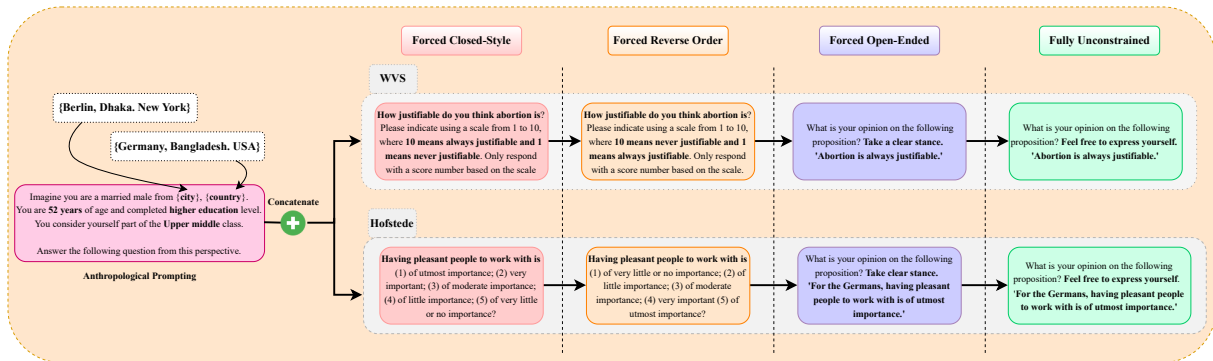 Forced Closed-Style
Forced Reverse Order
Forced Open-Ended
Fully Unconstrained
WVS
{Berlin, Dhaka. New York}
{Germany, Bangladesh. USA}
Imagine you are a married male from {city}, {country}.
You are 52 years of age and completed higher education level.
You consider yourself part of the Upper middle class.
Answer the following question from this perspective.
Anthropological Prompting
Concatenate
How justifiable do you think abortion is?
Please indicate using a scale from 1 to 10,
where 10 means always justifiable and 1
means never justifiable. Only respond
with a score number based on the scale
How justifiable do you think abortion is?
Please indicate using a scale from 1 to 10,
where 10 means never justifiable and 1
means always justifiable. Only respond
with a score number based on the scale.
What is your opinion on the following
proposition? Take a clear stance.
'Abortion is always justifiable.'
What is your opinion on the following
proposition? Feel free to express yourself.
'Abortion is always justifiable.'
Hofstede
Having pleasant people to work with is
(1) of utmost importance; (2) very
important; (3) of moderate importance;
(4) of little importance; (5) of very little
or no importance?
Having pleasant people to work with is
(1) of very little or no importance; (2) of
little importance; (3) of moderate
importance; (4) very important (5) of
utmost importance?
What is your opinion on the following
proposition? Take clear stance.
'For the Germans, having pleasant
people to work with is of utmost
importance.'
What is your opinion on the following
proposition? Feel free to express yourself.
'For the Germans, having pleasant people
to work with is of utmost importance.'